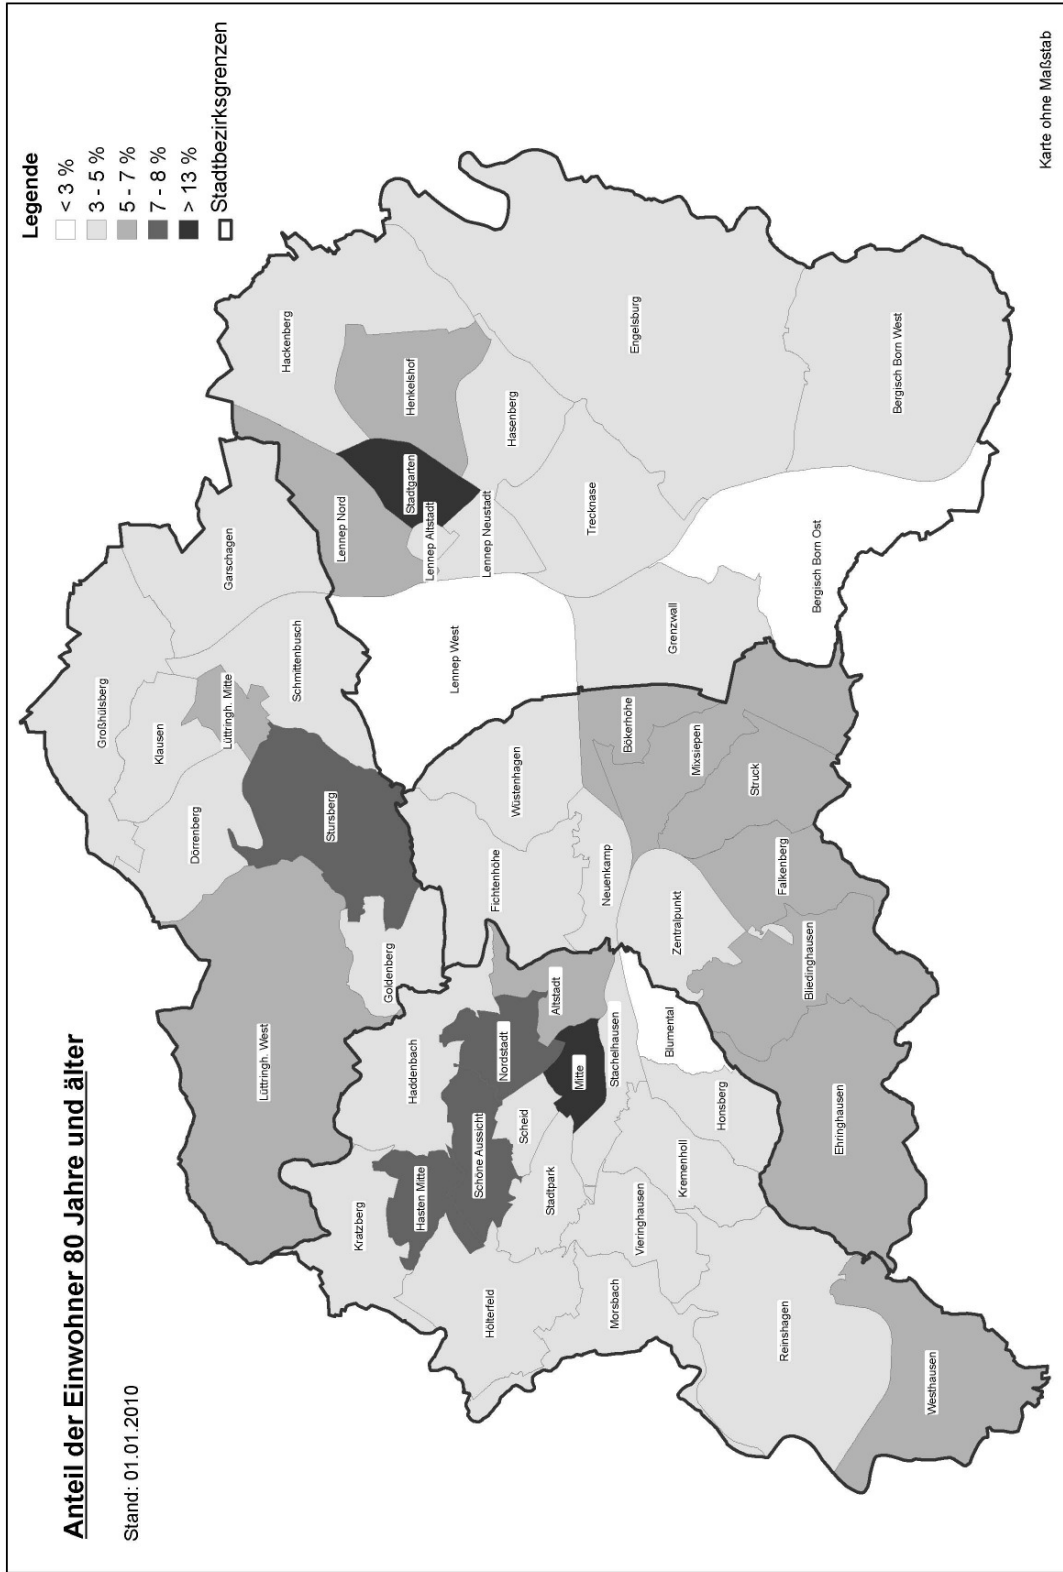 Anteil der Einwohner 80 Jahre und älter
Stand: 01.01.2010
Legende
< 3 %
3 - 5 %
5 - 7 %
7 - 8 %
> 13 %
Stadtbezirksgrenzen
Großhülsberg
Klausen
Dörrenberg
Lüttringh. Mitte
Garschagen
Schmittenbusch
Stursberg
Lüttringh. West
Goldenberg
Hackenberg
Lennep Nord
Henkelshof
Stadtgarten
Lennep Altstadt
Lennep Neustadt
Hasenberg
Lennep West
Trecknase
Engelsburg
Grenzwall
Bergisch Born Ost
Bergisch Born West
Kratzberg
Haddenbach
Hasten Mitte
Schöne Aussicht
Nordstadt
Hölterfeld
Scheid
Stadtpark
Altstadt
Mitte
Stachelhausen
Fichtenhöhe
Wüstenhagen
Neuenkamp
Bökerhöhe
Mixsiepen
Struck
Zentralpunkt
Falkenberg
Bliedinghausen
Ehringhausen
Blumental
Honsberg
Kremenholl
Vieringhausen
Morsbach
Reinshagen
Westhausen
Karte ohne Maßstab